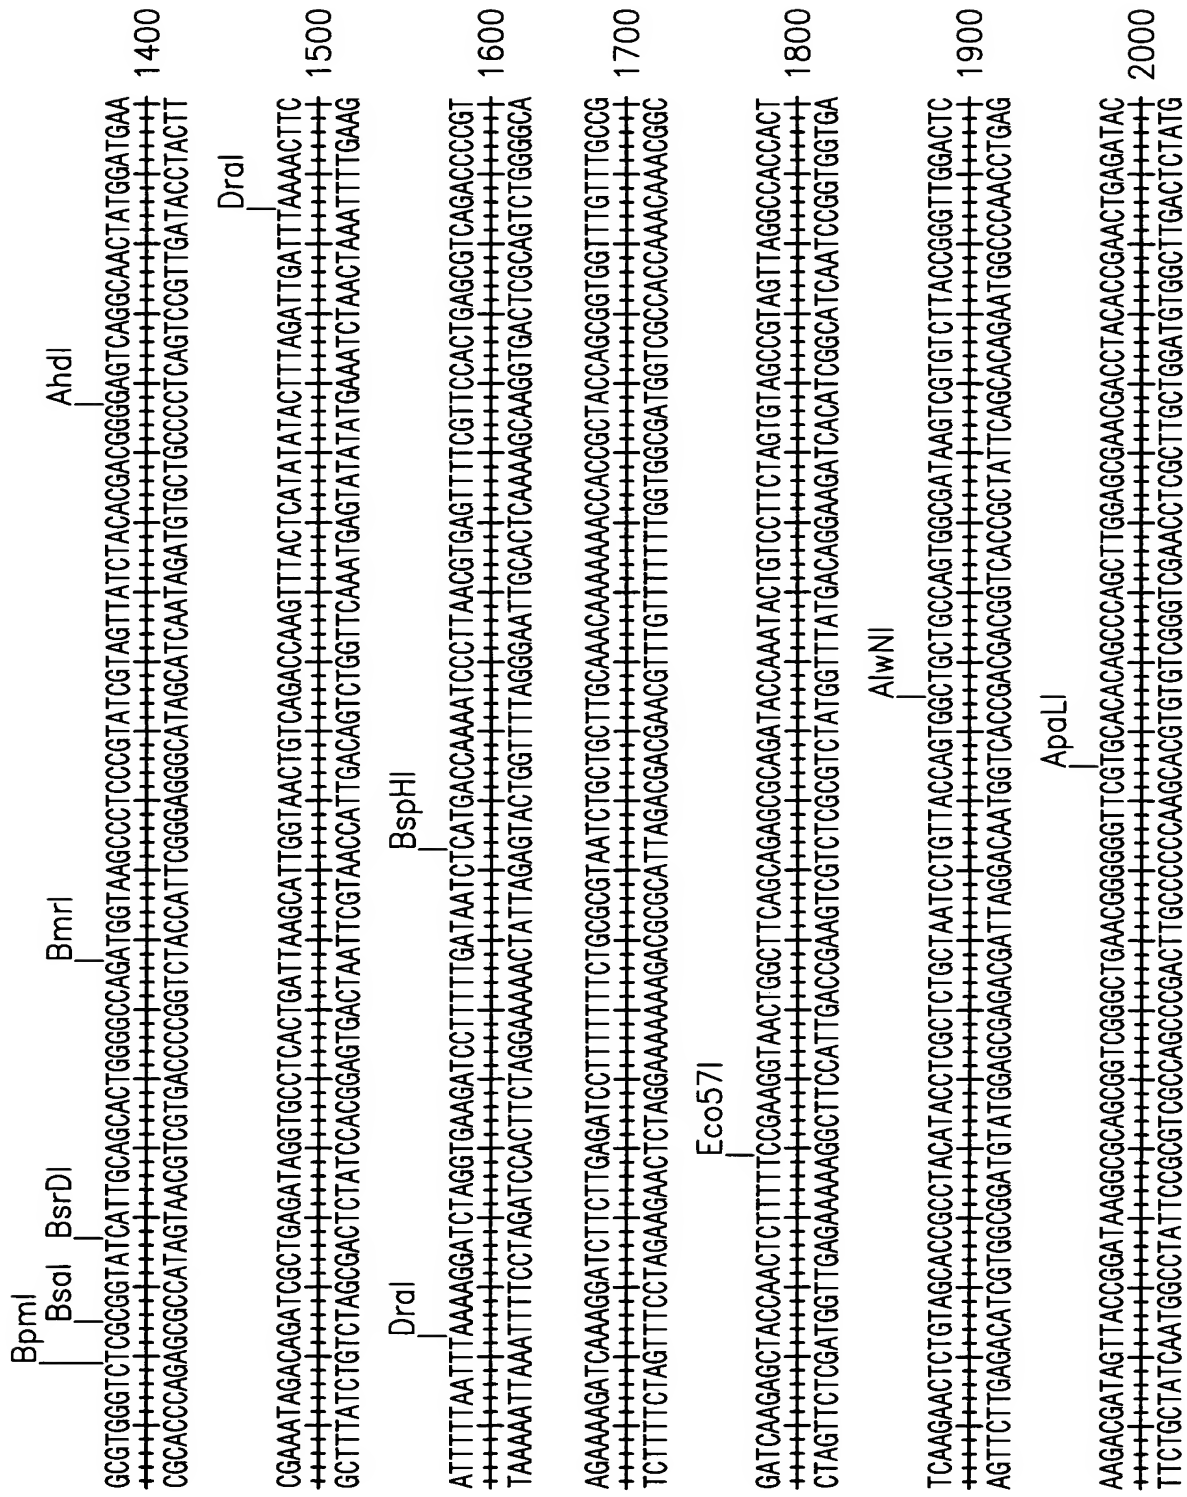 BpmI
BsaI BsrDI BmrI AhdI
GCGTGGGTCTCGCGGTATCATTGCAGCACTGGGGCCAGATGGTAAGCCCTCCCGTATCGTAGTTATCTACACGACGGGGAGTCAGGCAACTATGGATGAA
1400
CGCACCCAGAGCGCCATAGTAACGTCGTGACCCCGGTCTACCATTCGGGAGGGCATAGCATCAATAGATGTGCTGCCCCTCAGTCCGTTGATACCTACTT
DraI
CGAAATAGACAGATCGCTGAGATAGGTGCCTCACTGATTAAGCATTGGTAACTGTCAGACCAAGTTTACTCATATATACTTTAGATTGATTTAAAACTTC
1500
GCTTTATCTGTCTAGCGACTCTATCCACGGAGTGACTAATTCGTAACCATTGACAGTCTGGTTCAAATGAGTATATATGAAATCTAACTAAATTTTGAAG
DraI BspHI
ATTTTTAATTTAAAAGGATCTAGGTGAAGATCCTTTTTGATAATCTCATGACCAAAATCCCTTAACGTGAGTTTTCGTTCCACTGAGCGTCAGACCCCGT
1600
TAAAAATTAAATTTTCCTAGATCCACTTCTAGGAAAAACTATTAGAGTACTGGTTTTAGGGAATTGCACTCAAAAGCAAGGTGACTCGCAGTCTGGGGCA
AGAAAAGATCAAAGGATCTTCTTGAGATCCTTTTTTTCTGCGCGTAATCTGCTGCTTGCAAACAAAAAAACCACCGCTACCAGCGGTGGTTTGTTTGCCG
1700
TCTTTTCTAGTTTCCTAGAAGAACTCTAGGAAAAAAAGACGCGCATTAGACGACGAACGTTTGTTTTTTTGGTGGCGATGGTCGCCACCAAACAAACGGC
Eco57I
GATCAAGAGCTACCAACTCTTTTTCCGAAGGTAACTGGCTTCAGCAGAGCGCAGATACCAAATACTGTCCTTCTAGTGTAGCCGTAGTTAGGCCACCACT
1800
CTAGTTCTCGATGGTTGAGAAAAAGGCTTCCATTGACCGAAGTCGTCTCGCGTCTATGGTTTATGACAGGAAGATCACATCGGCATCAATCCGGTGGTGA
AlwNI
TCAAGAACTCTGTAGCACCGCCTACATACCTCGCTCTGCTAATCCTGTTACCAGTGGCTGCTGCCAGTGGCGATAAGTCGTGTCTTACCGGGTTGGACTC
1900
AGTTCTTGAGACATCGTGGCGGATGTATGGAGCGAGACGATTAGGACAATGGTCACCGACGACGGTCACCGCTATTCAGCACAGAATGGCCCAACCTGAG
ApaLI
AAGACGATAGTTACCGGATAAGGCGCAGCGGTCGGGCTGAACGGGGGGTTCGTGCACACAGCCCAGCTTGGAGCGAACGACCTACACCGAACTGAGATAC
2000
TTCTGCTATCAATGGCCTATTCCGCGTCGCCAGCCCGACTTGCCCCCCAAGCACGTGTGTCGGGTCGAACCTCGCTTGCTGGATGTGGCTTGACTCTATG